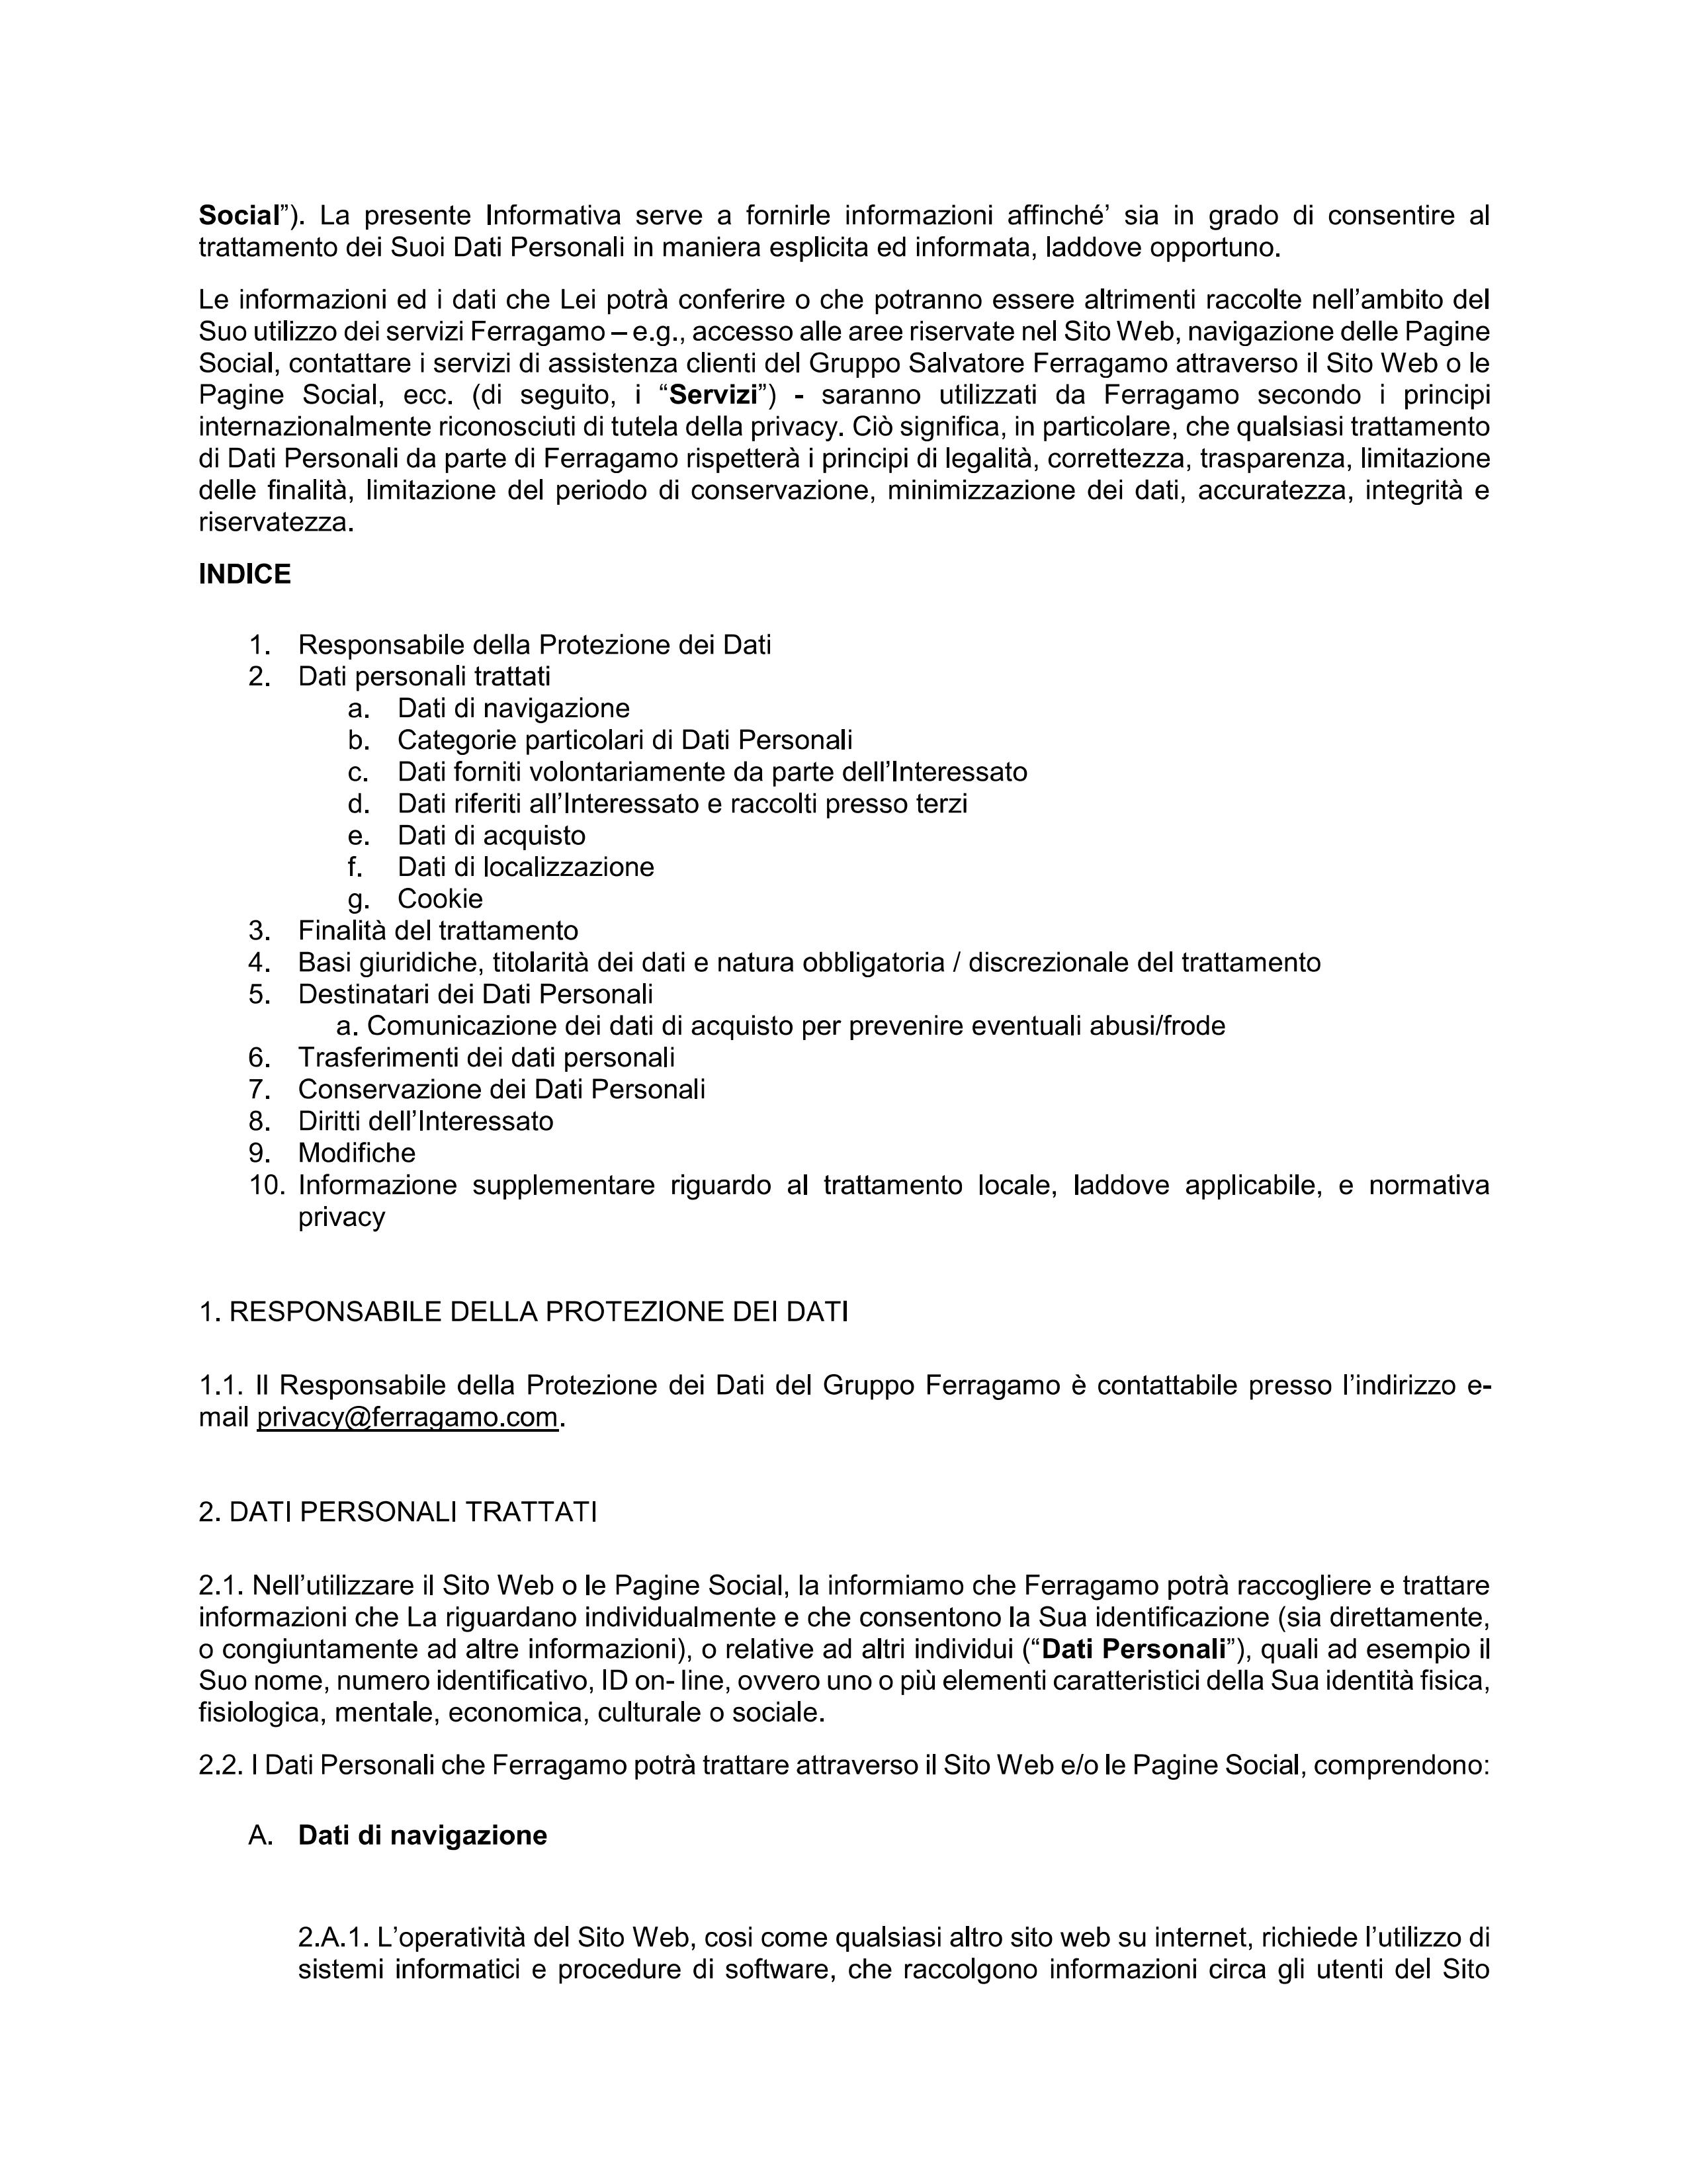 Social”). La presente Informativa serve a fornirle informazioni affinché’ sia in grado di consentire al
trattamento dei Suoi Dati Personali in maniera esplicita ed informata, laddove opportuno.
Le informazioni ed i dati che Lei potrà conferire o che potranno essere altrimenti raccolte nell’ambito del
Suo utilizzo dei servizi Ferragamo – e.g., accesso alle aree riservate nel Sito Web, navigazione delle Pagine
Social, contattare i servizi di assistenza clienti del Gruppo Salvatore Ferragamo attraverso il Sito Web o le
Pagine Social, ecc. (di seguito, i “Servizi”) - saranno utilizzati da Ferragamo secondo i principi
internazionalmente riconosciuti di tutela della privacy. Ciò significa, in particolare, che qualsiasi trattamento
di Dati Personali da parte di Ferragamo rispetterà i principi di legalità, correttezza, trasparenza, limitazione
delle finalità, limitazione del periodo di conservazione, minimizzazione dei dati, accuratezza, integrità e
riservatezza.
INDICE
1. Responsabile della Protezione dei Dati
2. Dati personali trattati
a. Dati di navigazione
b. Categorie particolari di Dati Personali
c. Dati forniti volontariamente da parte dell’Interessato
d. Dati riferiti all’Interessato e raccolti presso terzi
e. Dati di acquisto
f. Dati di localizzazione
g. Cookie
3. Finalità del trattamento
4. Basi giuridiche, titolarità dei dati e natura obbligatoria / discrezionale del trattamento
5. Destinatari dei Dati Personali
a. Comunicazione dei dati di acquisto per prevenire eventuali abusi/frode
6. Trasferimenti dei dati personali
7. Conservazione dei Dati Personali
8. Diritti dell’Interessato
9. Modifiche
10. Informazione supplementare riguardo al trattamento locale, laddove applicabile, e normativa
privacy
1. RESPONSABILE DELLA PROTEZIONE DEI DATI
1.1. Il Responsabile della Protezione dei Dati del Gruppo Ferragamo è contattabile presso l’indirizzo e-
mail privacy@ferragamo.com.
2. DATI PERSONALI TRATTATI
2.1. Nell’utilizzare il Sito Web o le Pagine Social, la informiamo che Ferragamo potrà raccogliere e trattare
informazioni che La riguardano individualmente e che consentono la Sua identificazione (sia direttamente,
o congiuntamente ad altre informazioni), o relative ad altri individui (“Dati Personali”), quali ad esempio il
Suo nome, numero identificativo, ID on- line, ovvero uno o più elementi caratteristici della Sua identità fisica,
fisiologica, mentale, economica, culturale o sociale.
2.2. I Dati Personali che Ferragamo potrà trattare attraverso il Sito Web e/o le Pagine Social, comprendono:
A. Dati di navigazione
2.A.1. L’operatività del Sito Web, cosi come qualsiasi altro sito web su internet, richiede l’utilizzo di
sistemi informatici e procedure di software, che raccolgono informazioni circa gli utenti del Sito